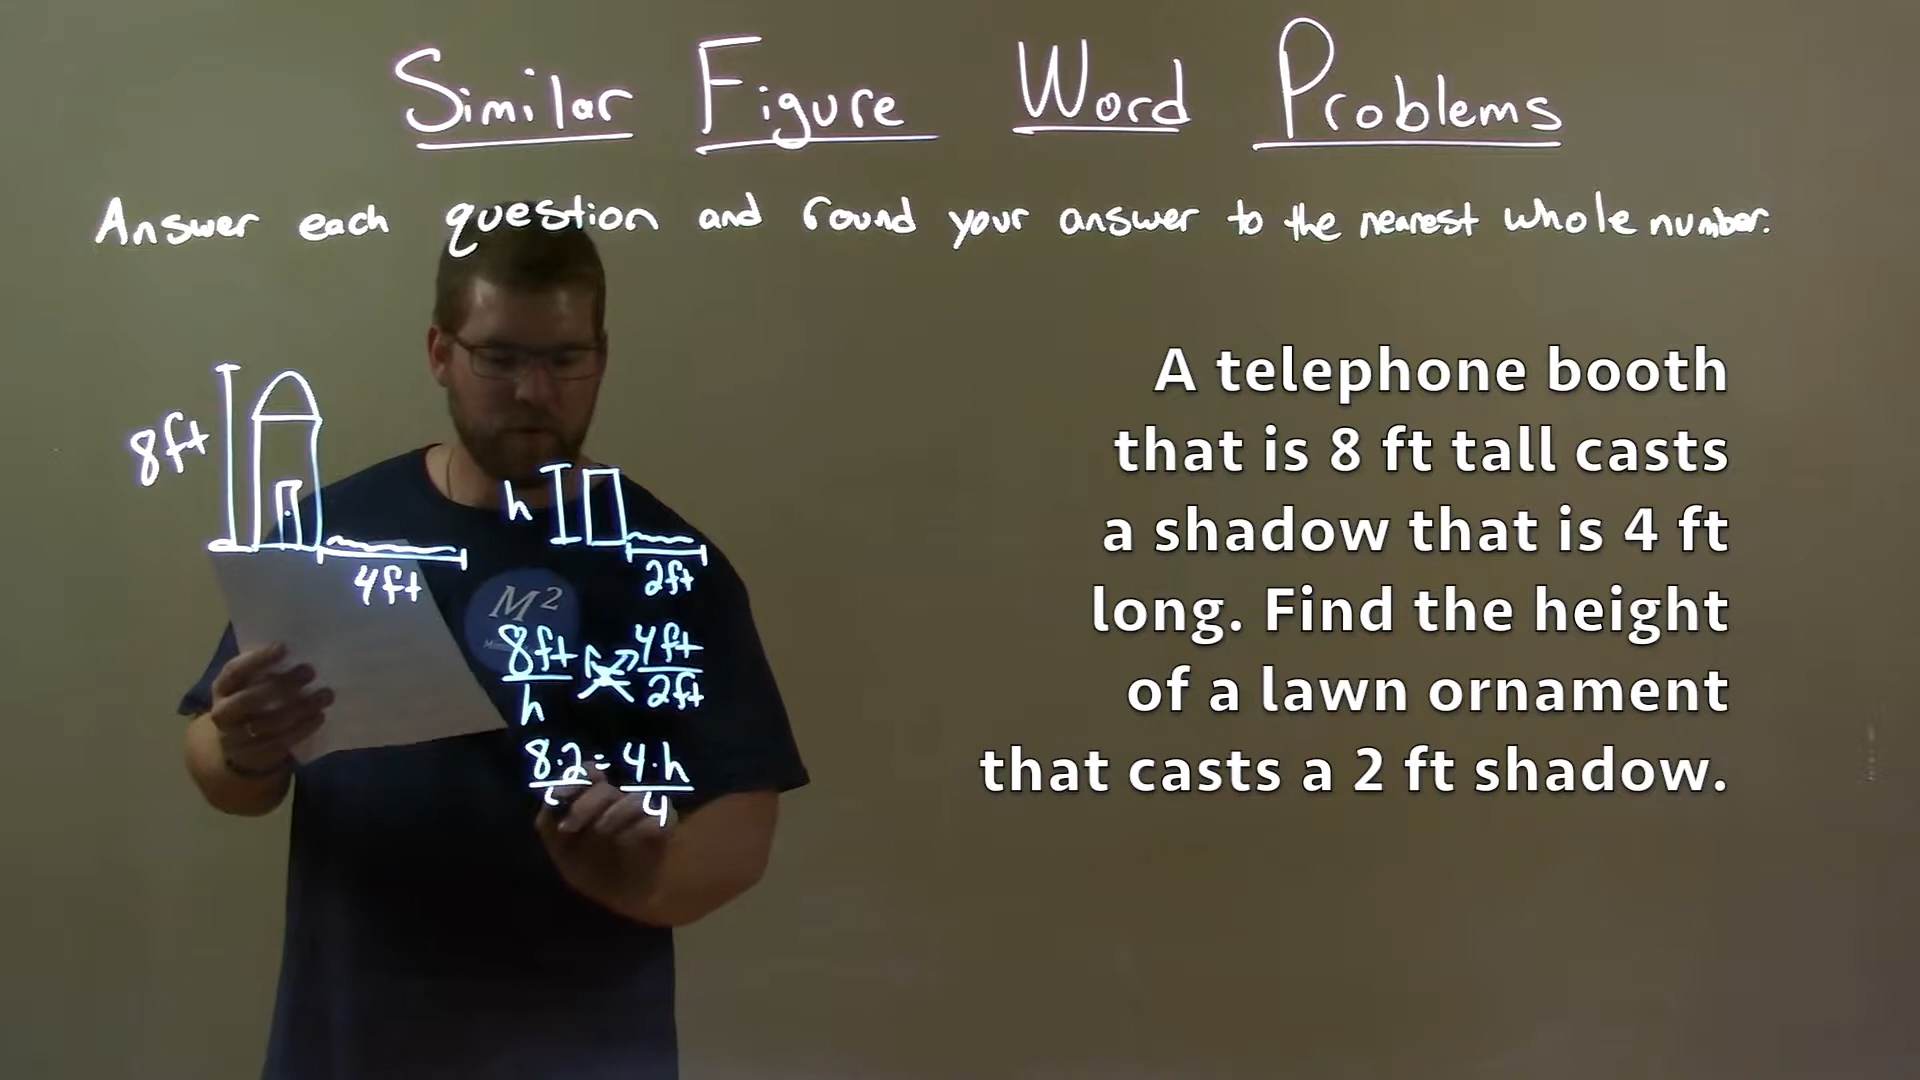 Similar Figure Word Problems
Answer each question and round your answer to the nearest whole number.
8ft
4ft
h
2ft
A telephone booth
that is 8 ft tall casts
a shadow that is 4 ft
long. Find the height
of a lawn ornament
that casts a 2 ft shadow.
M²
8ft 4ft
h 2ft
8·2 = 4·h
4